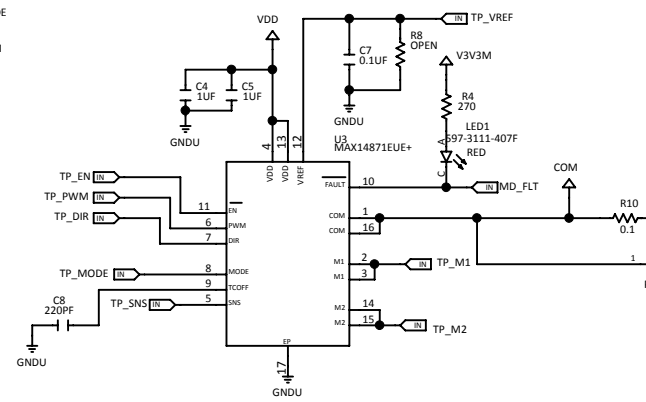 DE
VDD
IN TP_VREF
C7
0.1UF
R8
OPEN
V3V3M
C4
1UF
C5
1UF
GNDU
GNDU
R4
270
LED1
597-3111-407F
RED
A
C
U3
MAX14871EUE+
4
13
12
VDD
VDD
VREF
TP_EN IN
TP_PWM IN
TP_DIR IN
11
6
7
EN
PWM
DIR
FAULT
10
IN MD_FLT
COM
COM
COM
1
16
R10
0.1
1
TP_MODE IN
8
9
5
MODE
TCOFF
SNS
TP_SNS IN
C8
220PF
GNDU
M1
M1
2
3
IN TP_M1
M2
M2
14
15
IN TP_M2
EP
17
GNDU